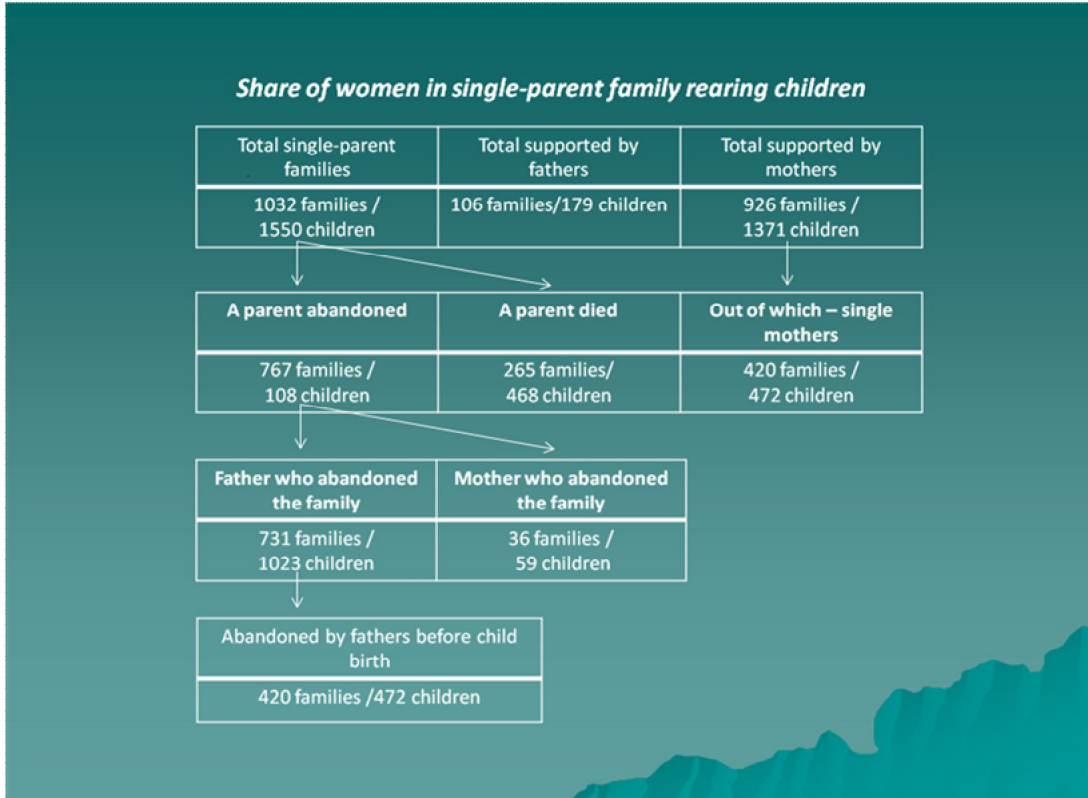 Share of women in single-parent family rearing children
Total single-parent
families
Total supported by
fathers
Total supported by
mothers
1032 families /
1550 children
106 families/179 children
926 families /
1371 children
A parent abandoned
A parent died
Out of which – single
mothers
767 families /
108 children
265 families/
468 children
420 families /
472 children
Father who abandoned
the family
Mother who abandoned
the family
731 families /
1023 children
36 families /
59 children
Abandoned by fathers before child
birth
420 families /472 children